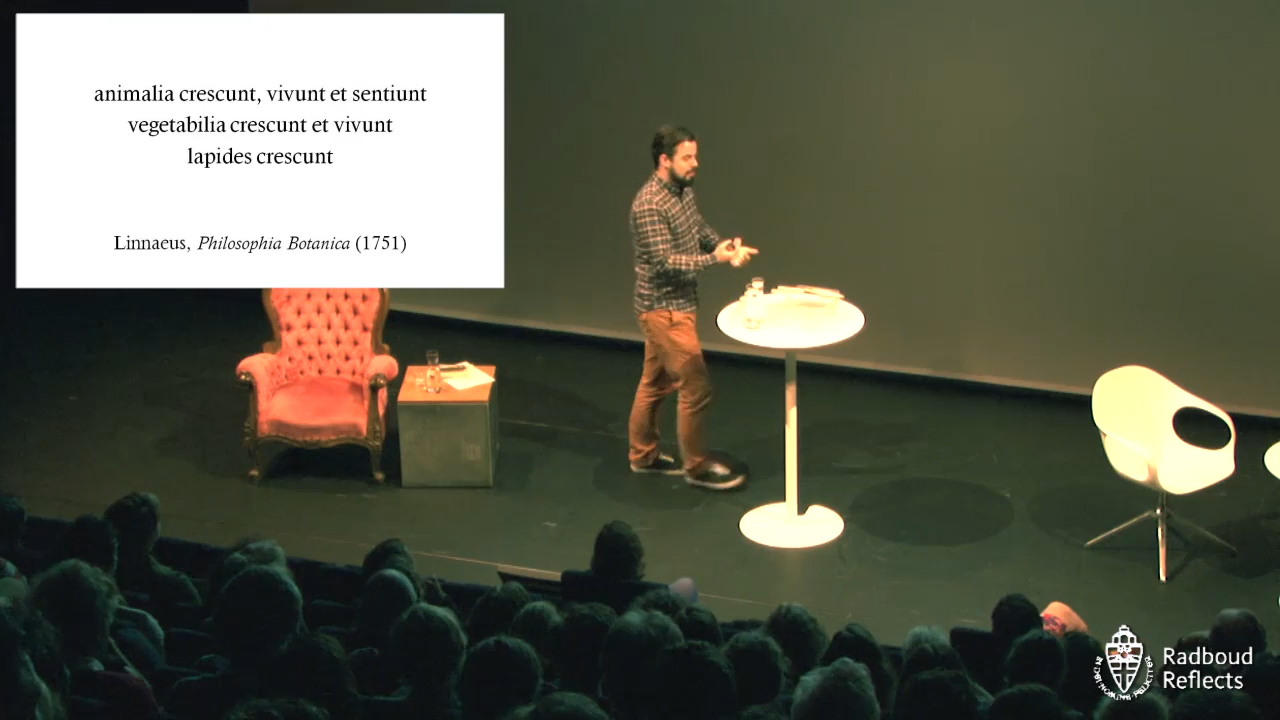 animalia crescunt, vivunt et sentiunt
vegetabilia crescunt et vivunt
lapides crescunt
Linnaeus, Philosophia Botanica (1751)
Radboud
Reflects